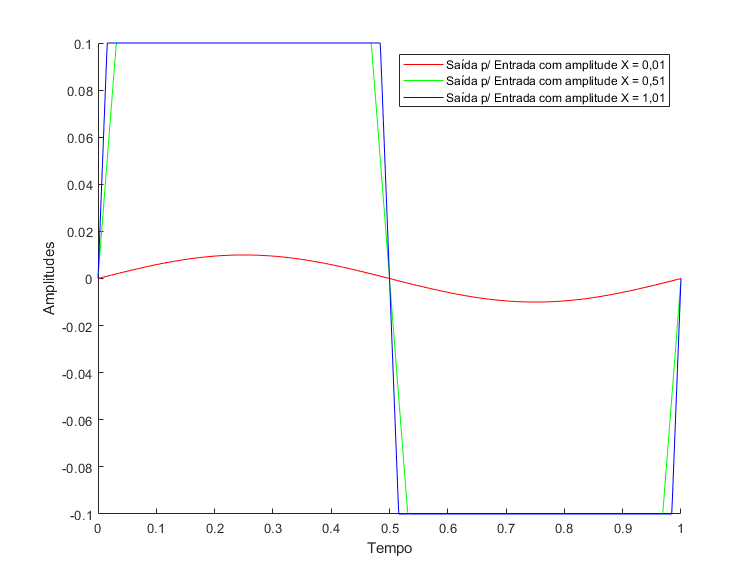 0.1
Saída p/ Entrada com amplitude X = 0,01
Saída p/ Entrada com amplitude X = 0,51
Saída p/ Entrada com amplitude X = 1,01
0.08
0.06
0.04
0.02
Amplitudes
0
-0.02
-0.04
-0.06
-0.08
-0.1
0 0.1 0.2 0.3 0.4 0.5 0.6 0.7 0.8 0.9 1
Tempo